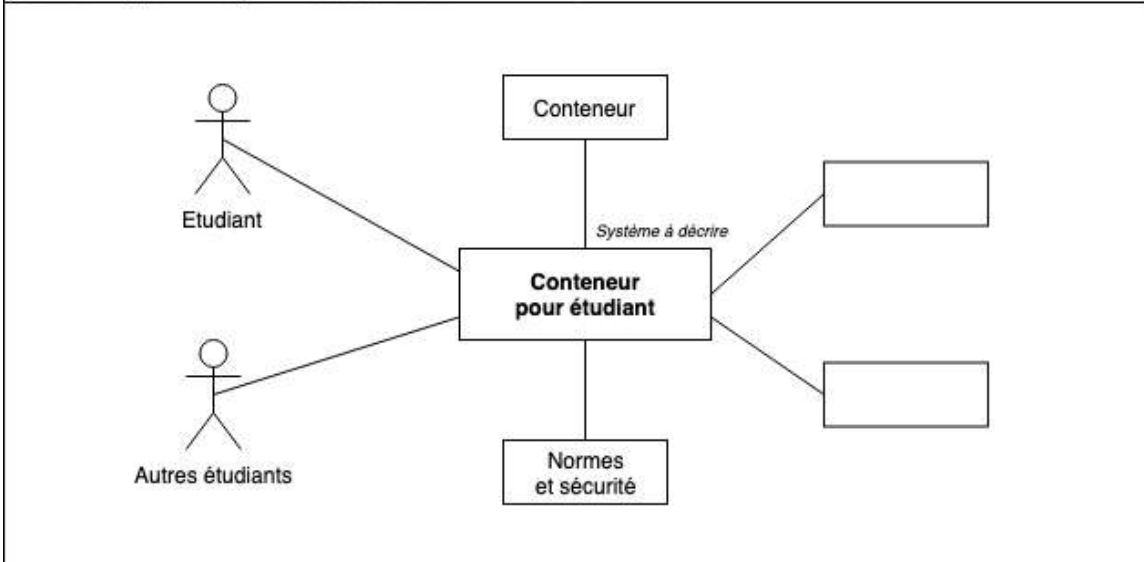 Conteneur
Etudiant
Système à décrire
Conteneur
pour étudiant
Autres étudiants
Normes
et sécurité